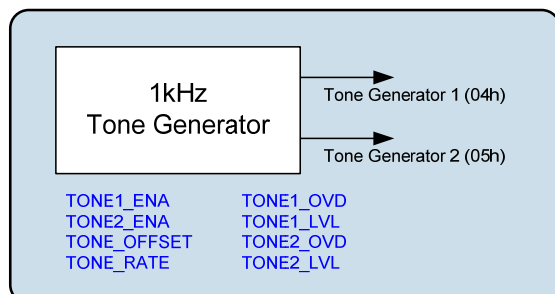 1kHz
Tone Generator
Tone Generator 1 (04h)
Tone Generator 2 (05h)
TONE1_ENA
TONE2_ENA
TONE_OFFSET
TONE_RATE
TONE1_OVD
TONE1_LVL
TONE2_OVD
TONE2_LVL